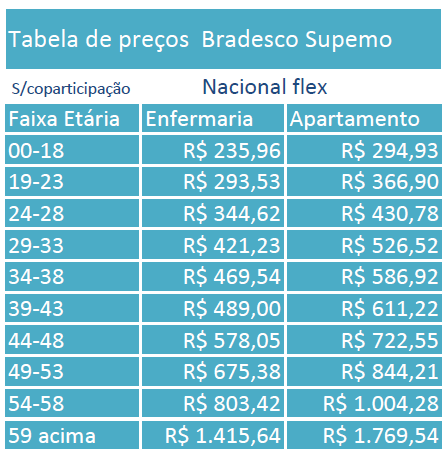 Tabela de preços  Bradesco Supemo
S/coparticipação Nacional flex
Faixa Etária Enfermaria Apartamento
00-18 R$ 235,96 R$ 294,93
19-23 R$ 293,53 R$ 366,90
24-28 R$ 344,62 R$ 430,78
29-33 R$ 421,23 R$ 526,52
34-38 R$ 469,54 R$ 586,92
39-43 R$ 489,00 R$ 611,22
44-48 R$ 578,05 R$ 722,55
49-53 R$ 675,38 R$ 844,21
54-58 R$ 803,42 R$ 1.004,28
59 acima R$ 1.415,64 R$ 1.769,54